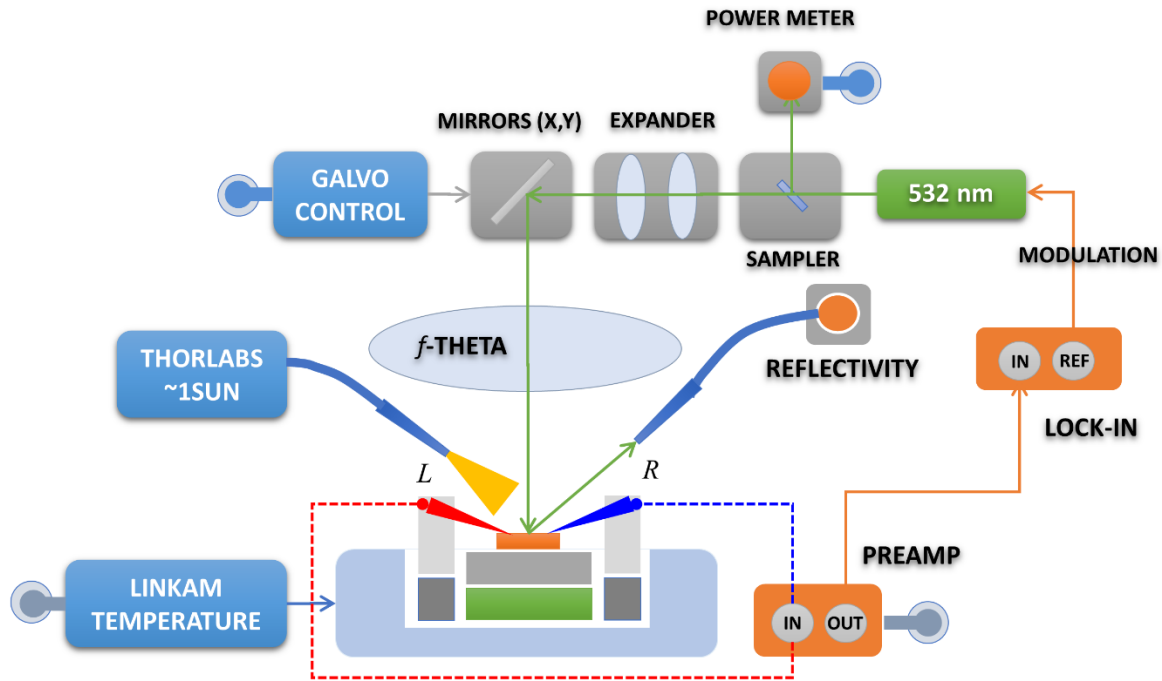 POWER METER
MIRRORS (X,Y)
EXPANDER
GALVO
CONTROL
532 nm
SAMPLER
MODULATION
f-THETA
THORLABS
~1SUN
REFLECTIVITY
IN
REF
LOCK-IN
L
R
PREAMP
LINKAM
TEMPERATURE
IN
OUT